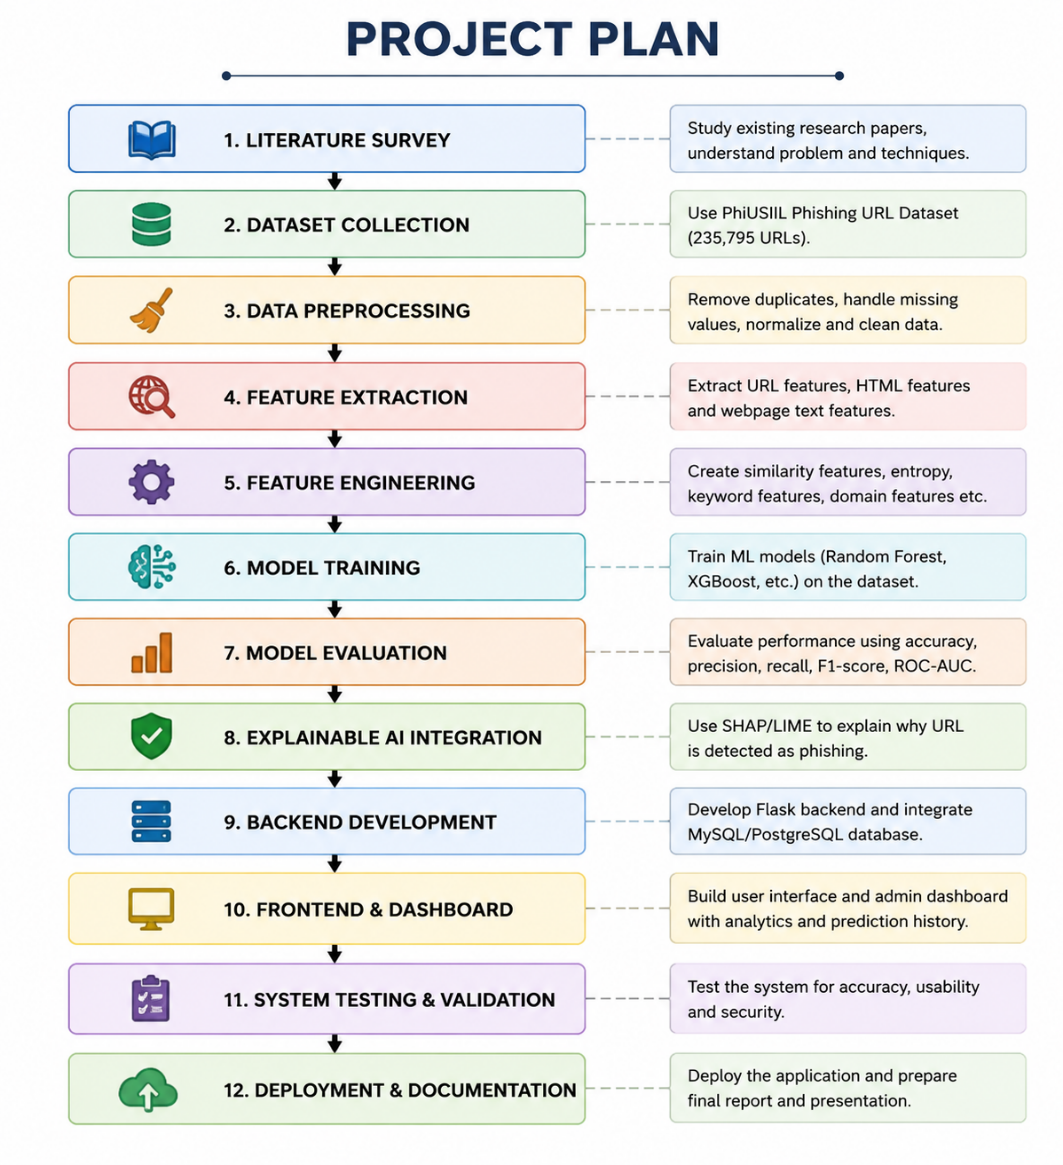 PROJECT PLAN
1. LITERATURE SURVEY
Study existing research papers,
understand problem and techniques.
2. DATASET COLLECTION
Use PhiUSIIL Phishing URL Dataset
(235,795 URLs).
3. DATA PREPROCESSING
Remove duplicates, handle missing
values, normalize and clean data.
4. FEATURE EXTRACTION
Extract URL features, HTML features
and webpage text features.
5. FEATURE ENGINEERING
Create similarity features, entropy,
keyword features, domain features etc.
6. MODEL TRAINING
Train ML models (Random Forest,
XGBoost, etc.) on the dataset.
7. MODEL EVALUATION
Evaluate performance using accuracy,
precision, recall, F1-score, ROC-AUC.
8. EXPLAINABLE AI INTEGRATION
Use SHAP/LIME to explain why URL
is detected as phishing.
9. BACKEND DEVELOPMENT
Develop Flask backend and integrate
MySQL/PostgreSQL database.
10. FRONTEND & DASHBOARD
Build user interface and admin dashboard
with analytics and prediction history.
11. SYSTEM TESTING & VALIDATION
Test the system for accuracy, usability
and security.
12. DEPLOYMENT & DOCUMENTATION
Deploy the application and prepare
final report and presentation.